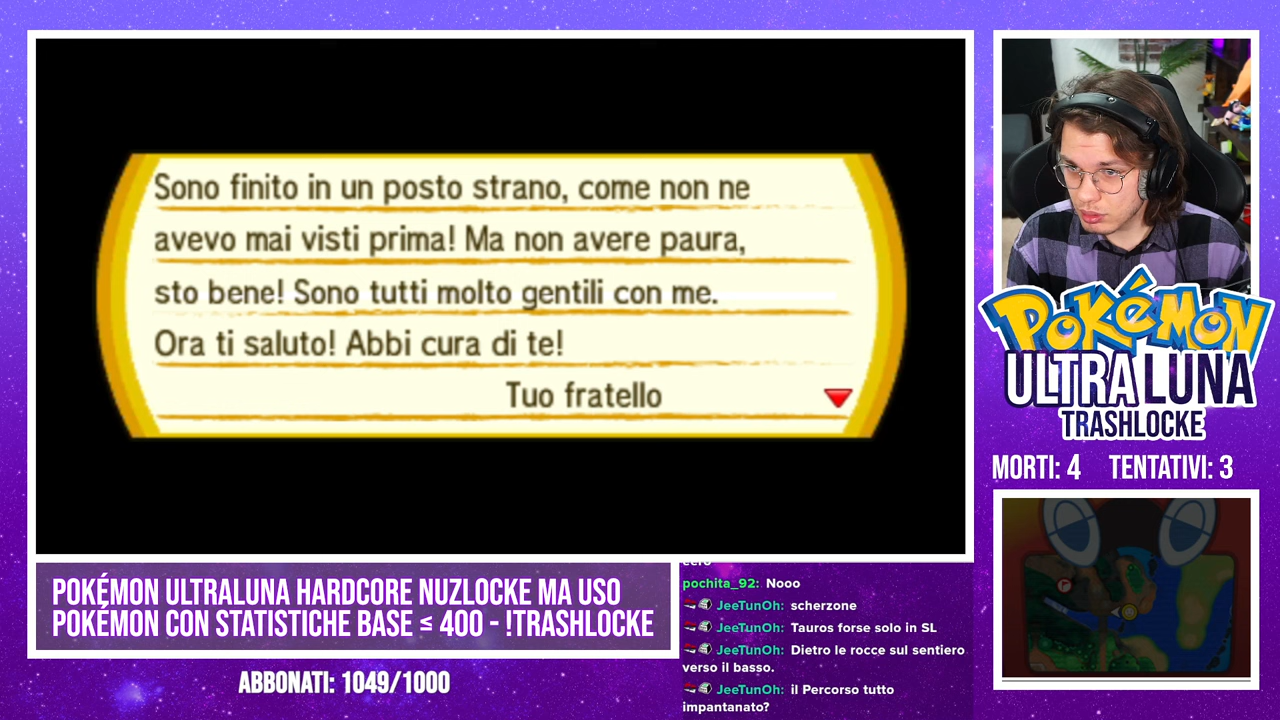 Sono finito in un posto strano, come non ne
avevo mai visti prima! Ma non avere paura,
sto bene! Sono tutti molto gentili con me.
Ora ti saluto! Abbi cura di te!
Tuo fratello
POKÉMON
ULTRALUNA
TRASHLOCKE
MORTI: 4 TENTATIVI: 3
POKÉMON ULTRALUNA HARDCORE NUZLOCKE MA USO
POKÉMON CON STATISTICHE BASE ≤ 400 - !TRASHLOCKE
ABBONATI: 1049/1000
pochita_92: Nooo
JeeTunOh: scherzone
JeeTunOh: Tauros forse solo in SL
JeeTunOh: Dietro le rocce sul sentiero
verso il basso.
JeeTunOh: il Percorso tutto
impantanato?